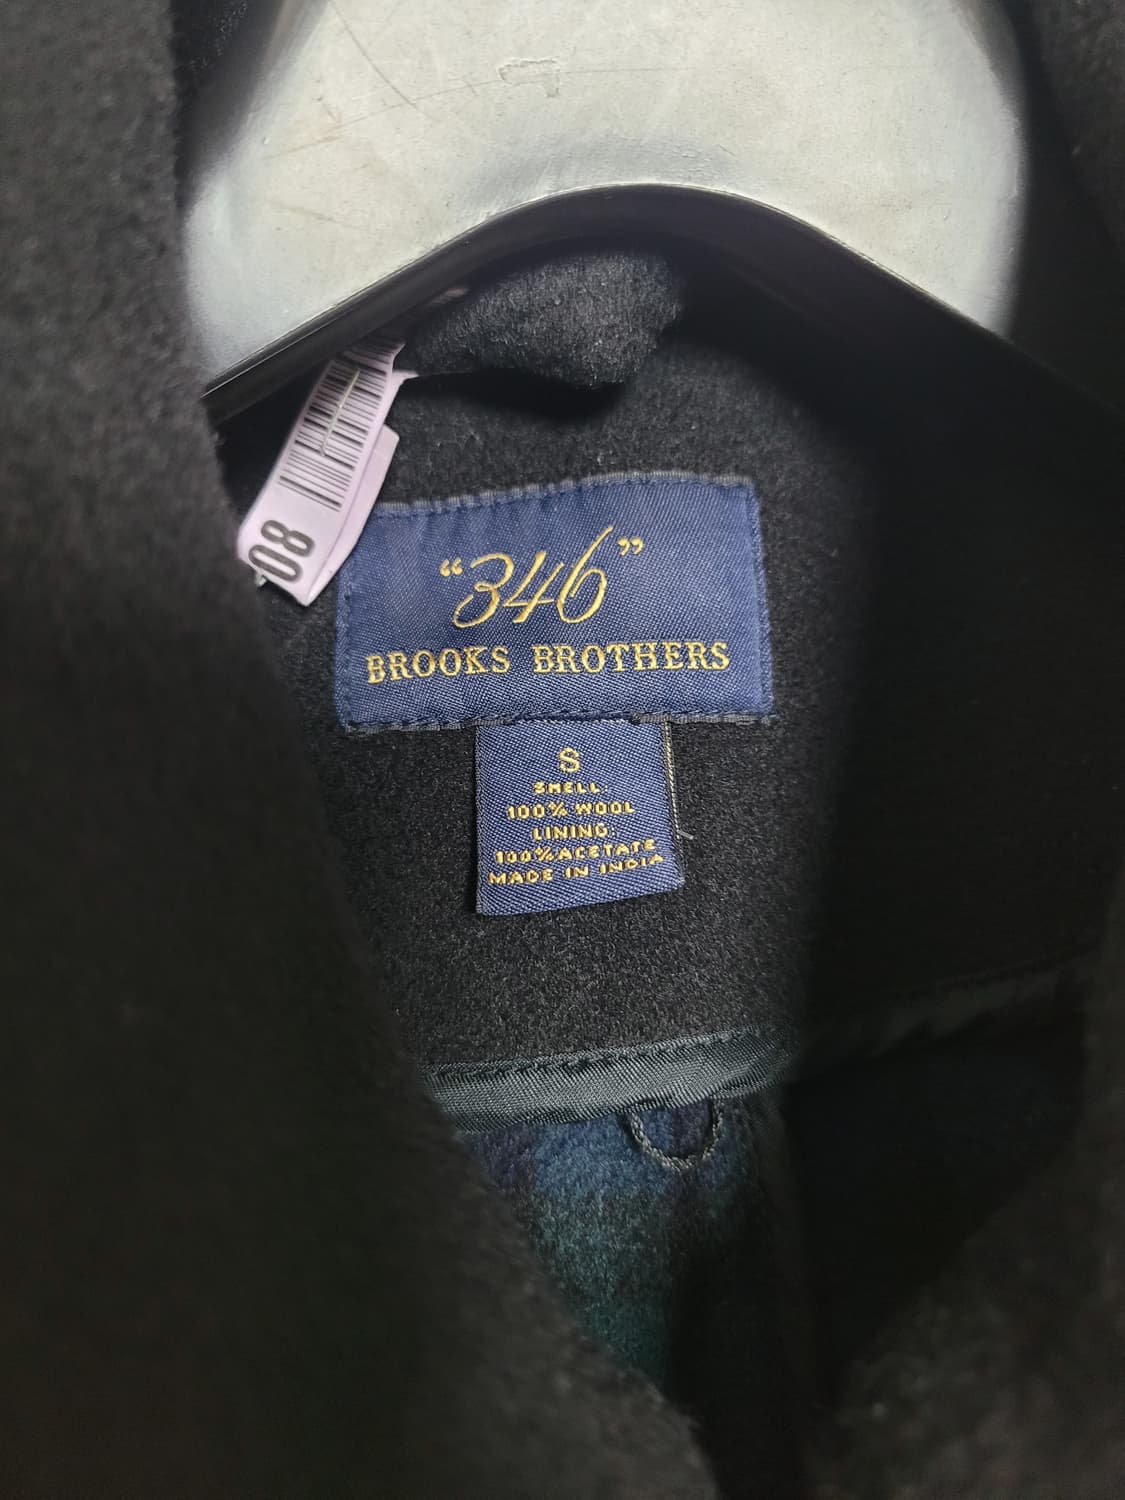 08
“346”
BROOKS BROTHERS
S
SHELL:
100% WOOL
LINING:
100% ACETATE
MADE IN INDIA